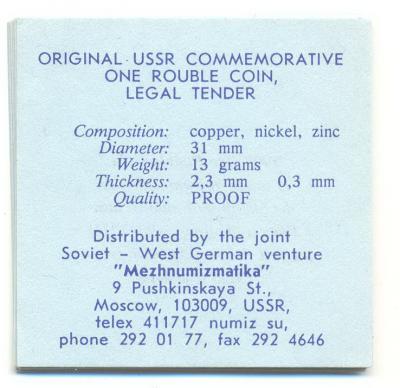 ORIGINAL USSR COMMEMORATIVE
ONE ROUBLE COIN,
LEGAL TENDER
Composition: copper, nickel, zinc
Diameter: 31 mm
Weight: 13 grams
Thickness: 2,3 mm 0,3 mm
Quality: PROOF
Distributed by the joint
Soviet – West German venture
"Mezhnumizmatika"
9 Pushkinskaya St.,
Moscow, 103009, USSR,
telex 411717 numiz su,
phone 292 01 77, fax 292 4646